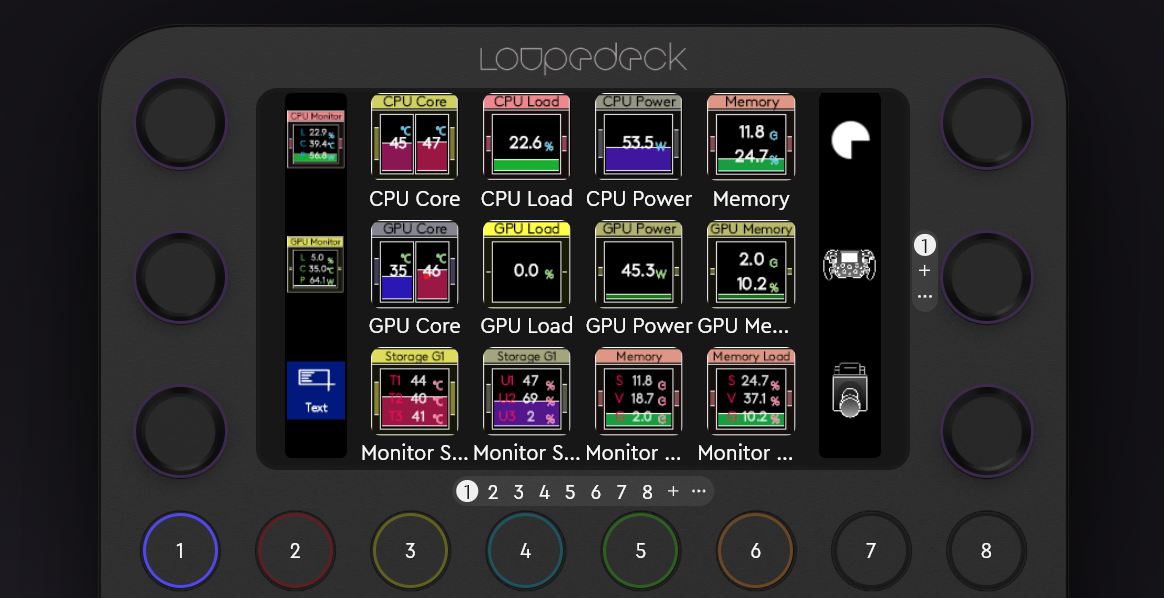 Loupedeck
CPU Monitor
L 22.9 %
C 39.4 ℃
P 56.8 W
CPU Core
℃ ℃
45 47
CPU Core
CPU Load
22.6 %
CPU Load
CPU Power
53.5 W
CPU Power
Memory
11.8 G
24.7 %
Memory
GPU Monitor
L 5.0 %
C 35.0 ℃
P 64.1 W
GPU Core
℃ ℃
35 46
GPU Core
GPU Load
0.0 %
GPU Load
GPU Power
45.3 W
GPU Power
GPU Memory
2.0 G
10.2 %
GPU Me...
1
+
...
Text
Storage G1
T1 44 ℃
T2 40 ℃
T3 41 ℃
Monitor S...
Storage G1
U1 47 %
U2 69 %
U3 2 %
Monitor S...
Memory
S 11.8 G
V 18.7 G
G 2.0 G
Monitor ...
Memory Load
S 24.7 %
V 37.1 %
G 10.2 %
Monitor ...
1 2 3 4 5 6 7 8 + ...
1 2 3 4 5 6 7 8